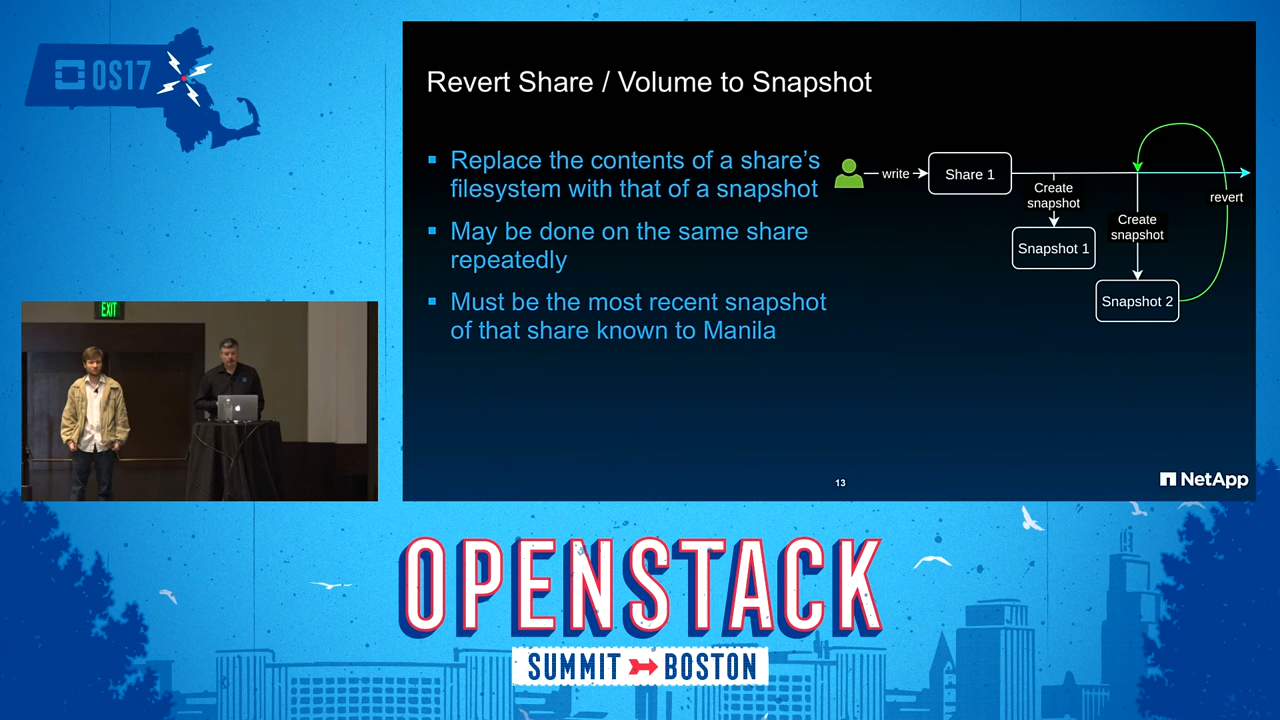 OS17
Revert Share / Volume to Snapshot
Replace the contents of a share's
filesystem with that of a snapshot
May be done on the same share
repeatedly
Must be the most recent snapshot
of that share known to Manila
write
Share 1
Create
snapshot
Snapshot 1
Create
snapshot
Snapshot 2
revert
13
NetApp
EXIT
OPENSTACK
SUMMIT BOSTON